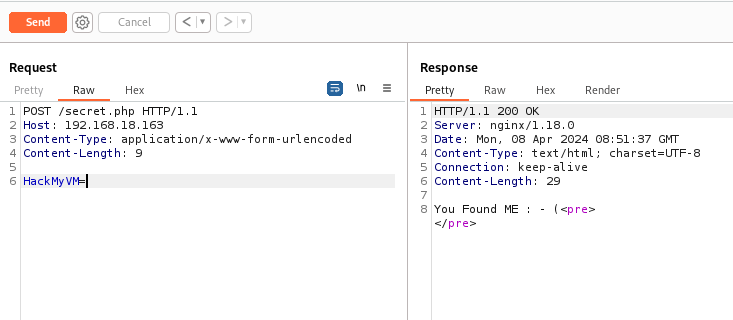 Send Cancel < >
Request
Pretty Raw Hex \n
1 POST /secret.php HTTP/1.1
2 Host: 192.168.18.163
3 Content-Type: application/x-www-form-urlencoded
4 Content-Length: 9
5
6 HackMyVM=
Response
Pretty Raw Hex Render
1 HTTP/1.1 200 OK
2 Server: nginx/1.18.0
3 Date: Mon, 08 Apr 2024 08:51:37 GMT
4 Content-Type: text/html; charset=UTF-8
5 Connection: keep-alive
6 Content-Length: 29
7
8 You Found ME : - (<pre>
</pre>